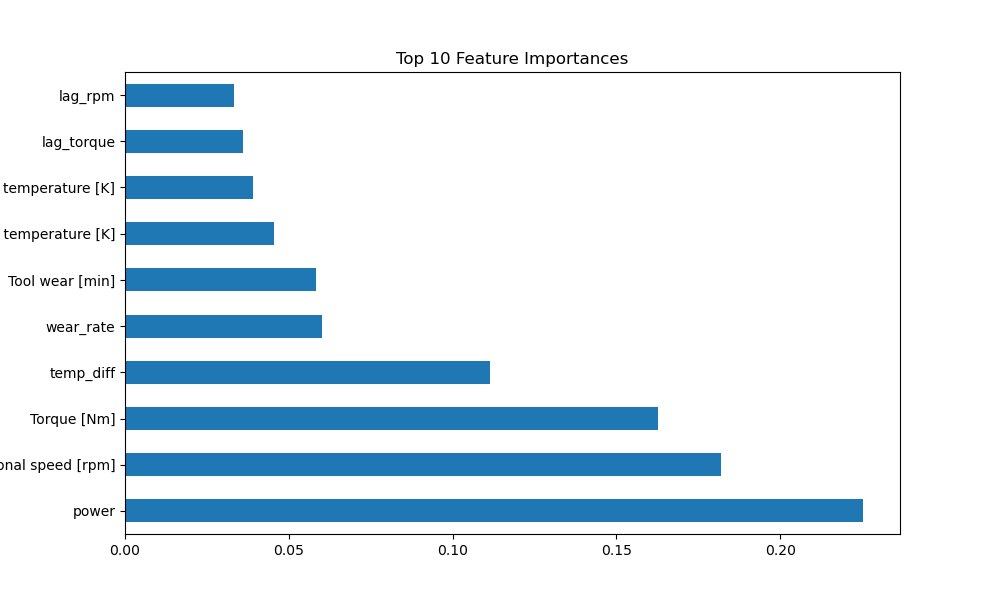 Top 10 Feature Importances
lag_rpm
lag_torque
temperature [K]
temperature [K]
Tool wear [min]
wear_rate
temp_diff
Torque [Nm]
onal speed [rpm]
power
0.00 0.05 0.10 0.15 0.20